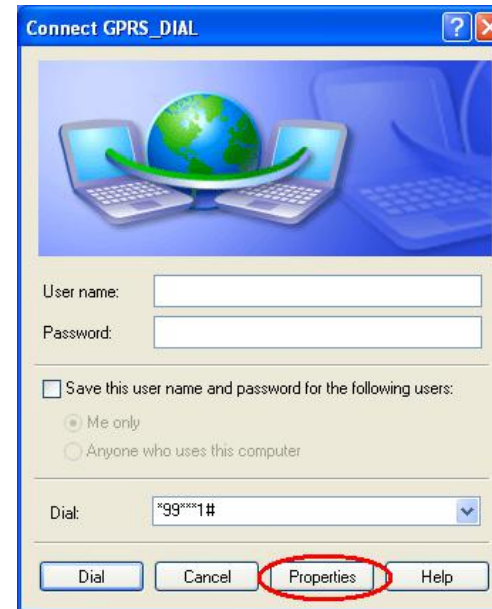 Connect GPRS_DIAL
User name:
Password:
Save this user name and password for the following users:
Me only
Anyone who uses this computer
Dial: *99***1#
Dial Cancel Properties Help